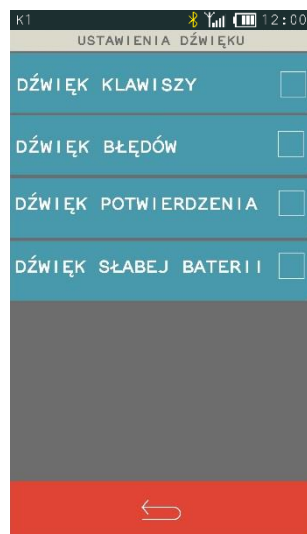 K1 12:00
USTAWIENIA DŹWIĘKU
DŹWIĘK KLAWISZY
DŹWIĘK BŁĘDÓW
DŹWIĘK POTWIERDZENIA
DŹWIĘK SŁABEJ BATERII